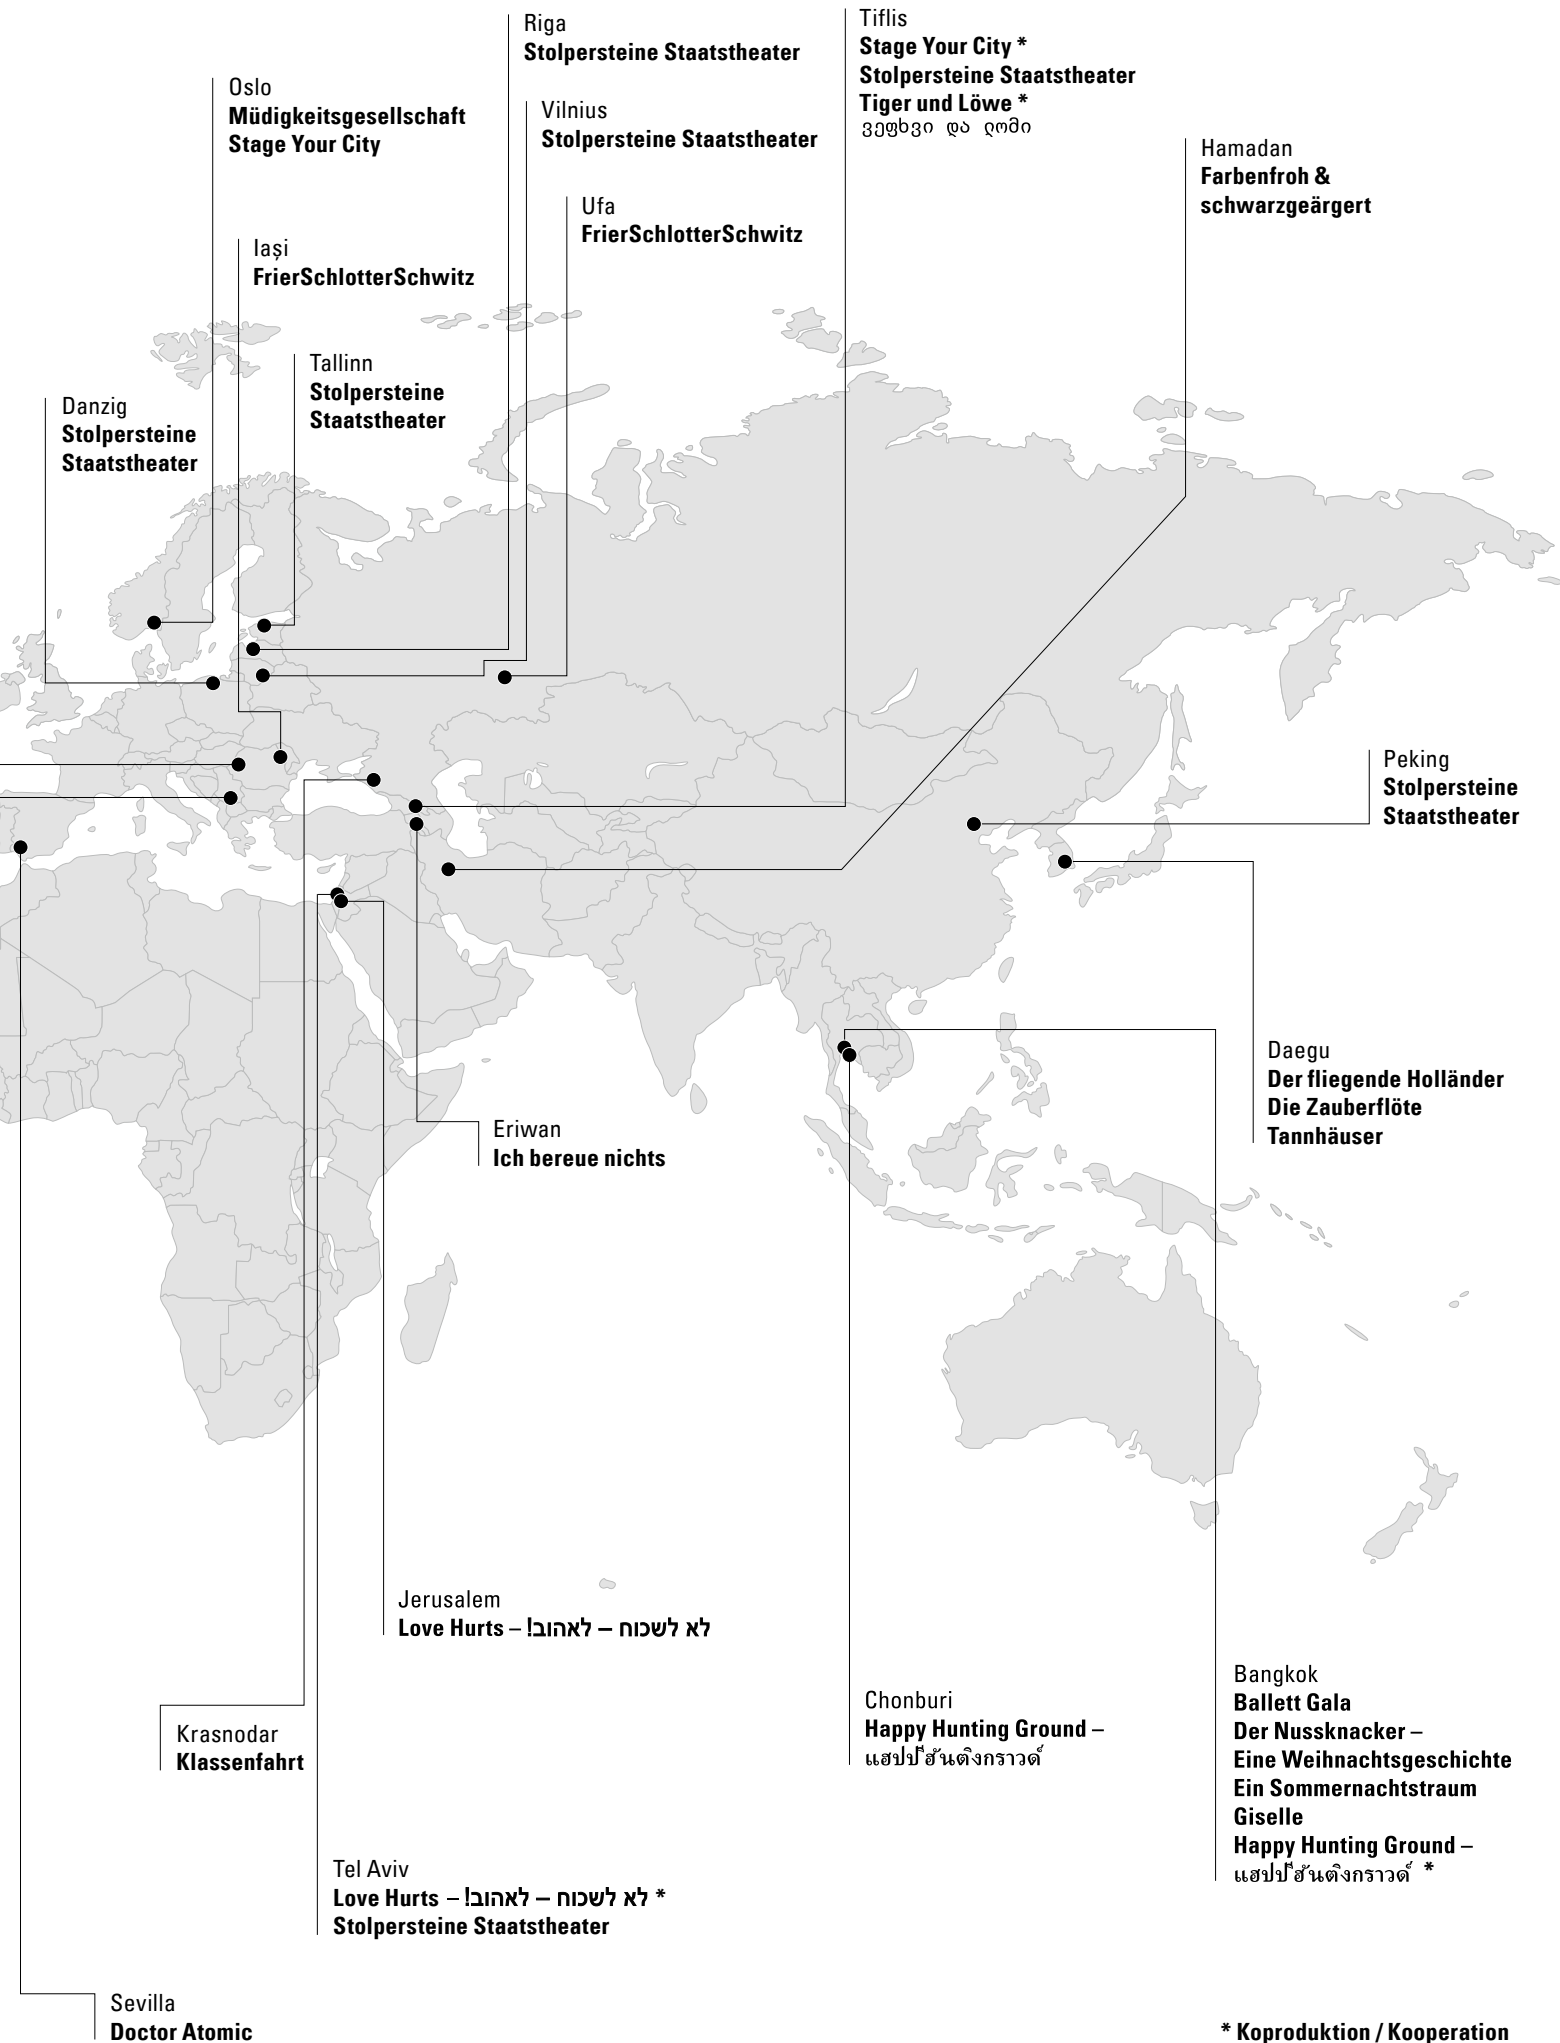 Riga
Stolpersteine Staatstheater
Tiflis
Stage Your City *
Stolpersteine Staatstheater
Tiger und Löwe *
ვეფხვი და ლომი
Oslo
Müdigkeitsgesellschaft
Stage Your City
Vilnius
Stolpersteine Staatstheater
Hamadan
Farbenfroh &
schwarzgeärgert
Ufa
FrierSchlotterSchwitz
Iași
FrierSchlotterSchwitz
Tallinn
Stolpersteine
Staatstheater
Danzig
Stolpersteine
Staatstheater
Peking
Stolpersteine
Staatstheater
Daegu
Der fliegende Holländer
Die Zauberflöte
Tannhäuser
Eriwan
Ich bereue nichts
Jerusalem
Love Hurts – לא לשכוח – לאהוב!
Krasnodar
Klassenfahrt
Chonburi
Happy Hunting Ground –
แฮปปี้ฮันติงกราวด์
Bangkok
Ballett Gala
Der Nussknacker –
Eine Weihnachtsgeschichte
Ein Sommernachtstraum
Giselle
Happy Hunting Ground –
แฮปปี้ฮันติงกราวด์ *
Tel Aviv
Love Hurts – לא לשכוח – לאהוב! *
Stolpersteine Staatstheater
Sevilla
Doctor Atomic
* Koproduktion / Kooperation